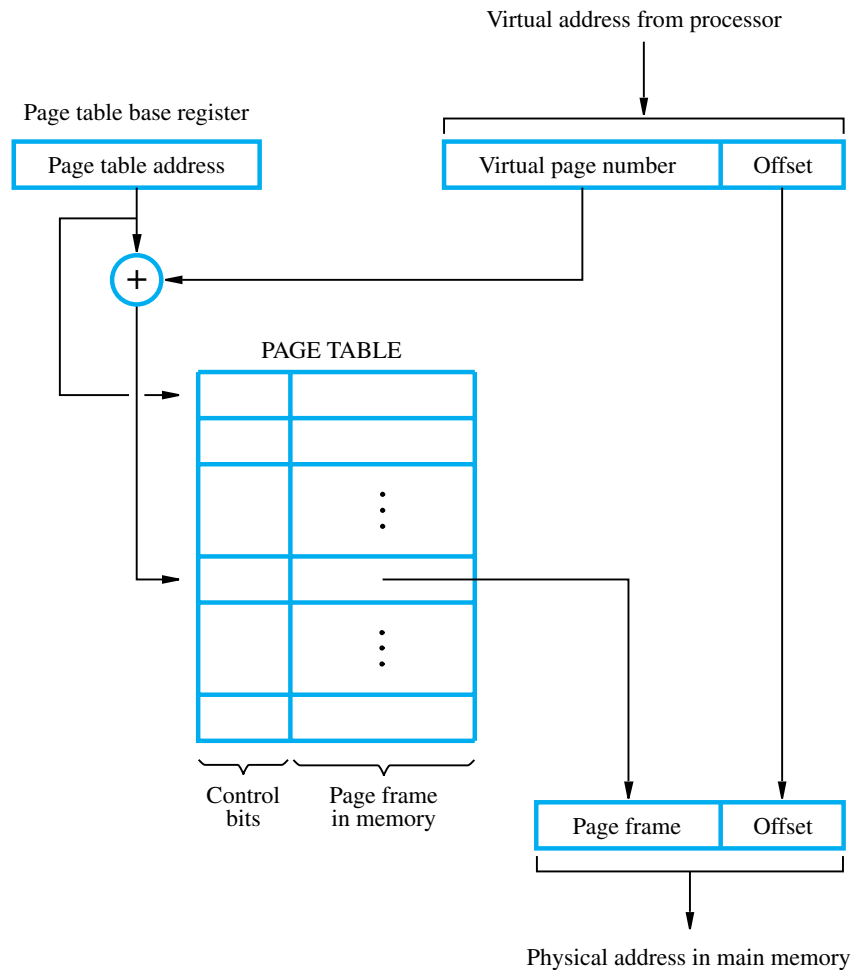 Virtual address from processor
Page table base register
Page table address
Virtual page number
Offset
+
PAGE TABLE
Control
bits
Page frame
in memory
Page frame
Offset
Physical address in main memory